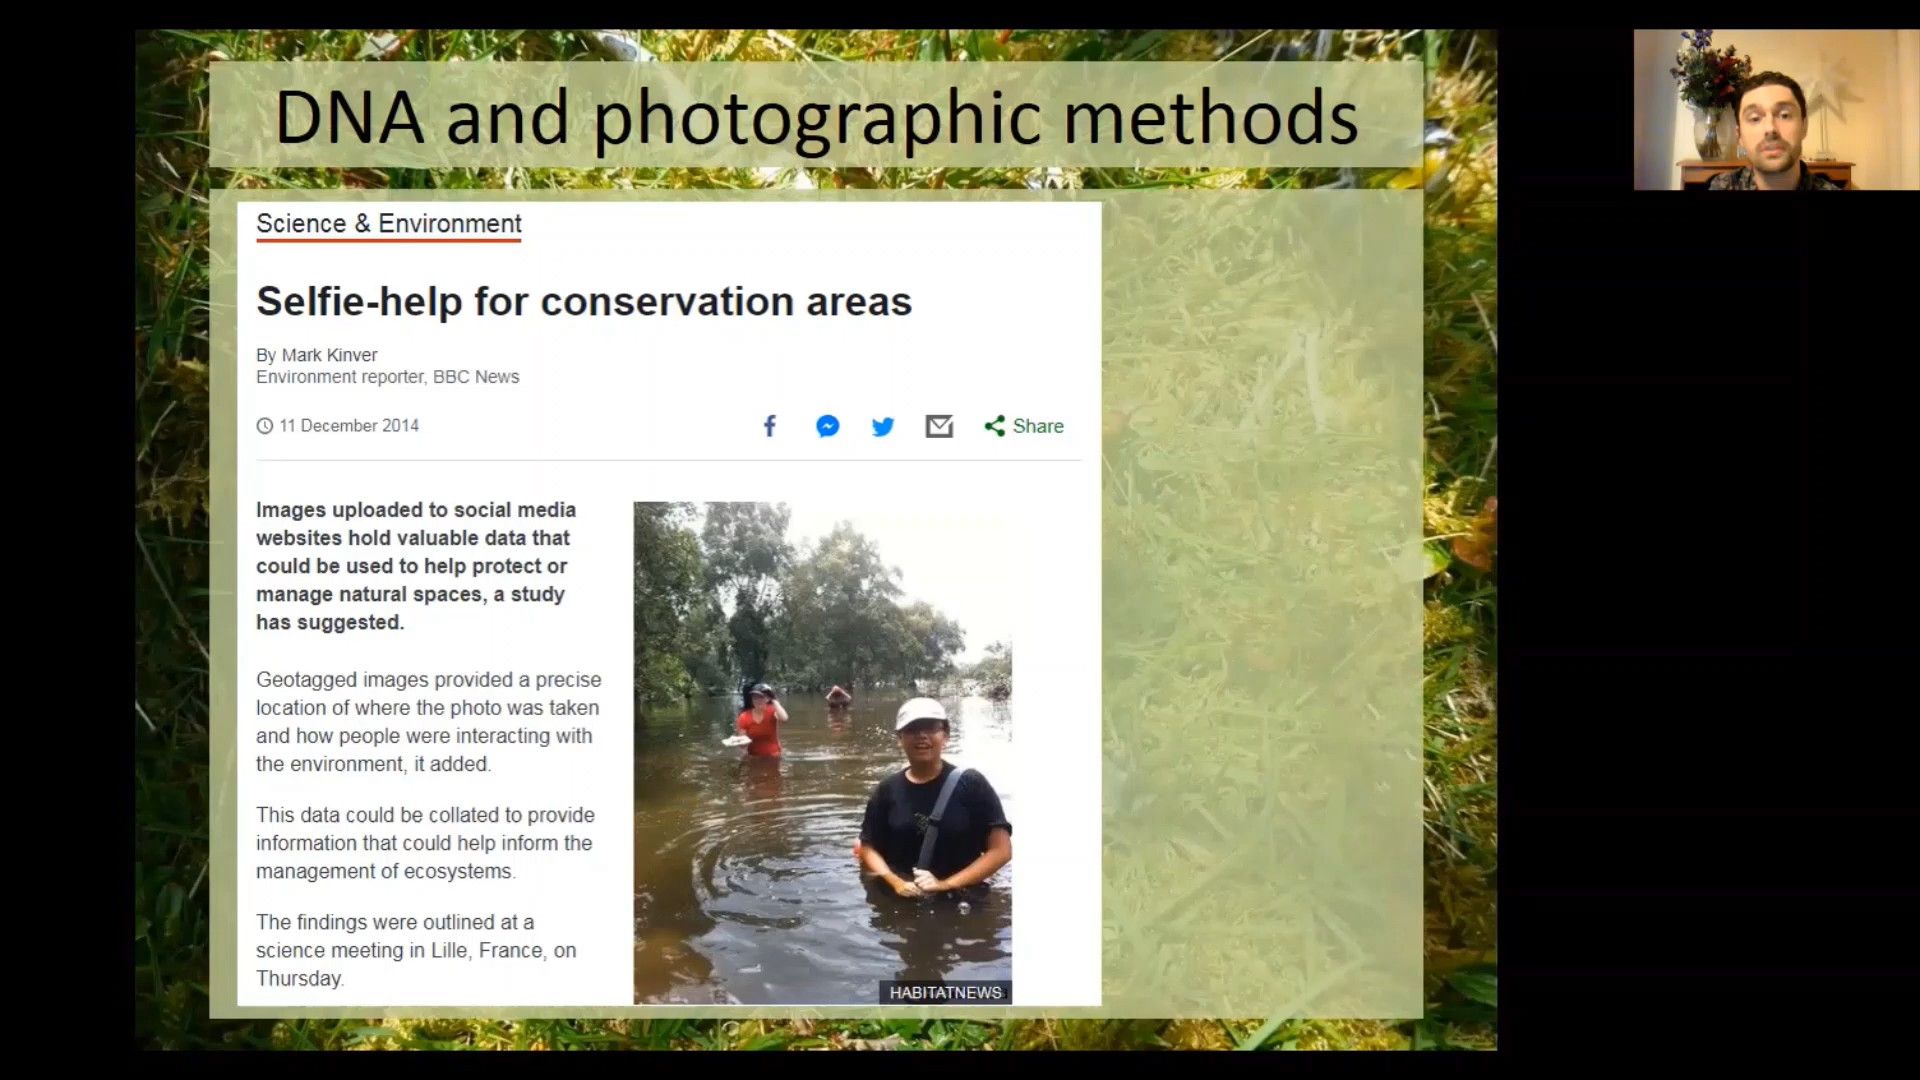 DNA and photographic methods
Science & Environment
Selfie-help for conservation areas
By Mark Kinver
Environment reporter, BBC News
11 December 2014
Share
Images uploaded to social media
websites hold valuable data that
could be used to help protect or
manage natural spaces, a study
has suggested.
Geotagged images provided a precise
location of where the photo was taken
and how people were interacting with
the environment, it added.
This data could be collated to provide
information that could help inform the
management of ecosystems.
The findings were outlined at a
science meeting in Lille, France, on
Thursday.
HABITATNEWS